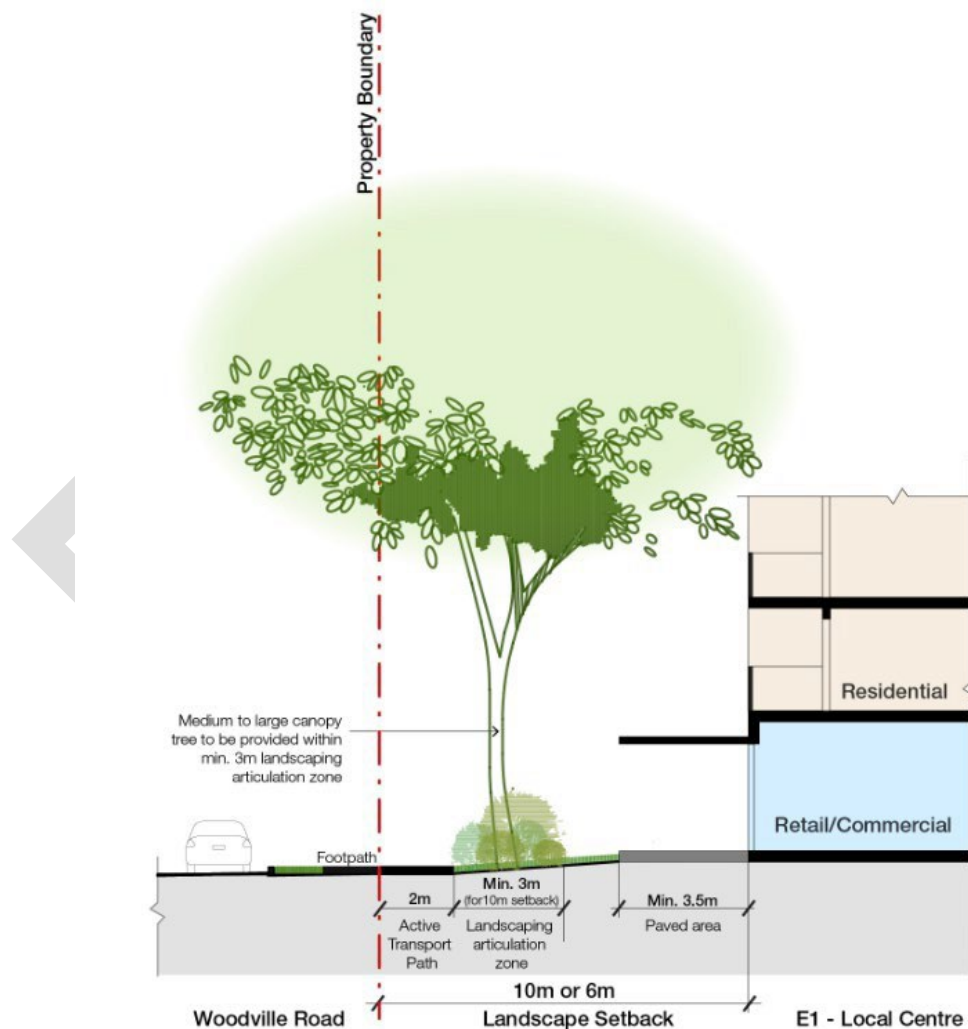 Property Boundary
Residential
Medium to large canopy
tree to be provided within
min. 3m landscaping
articulation zone
Retail/Commercial
Footpath
2m
Active
Transport
Path
Min. 3m
(for10m setback)
Landscaping
articulation
zone
Min. 3.5m
Paved area
10m or 6m
Woodville Road
Landscape Setback
E1 - Local Centre